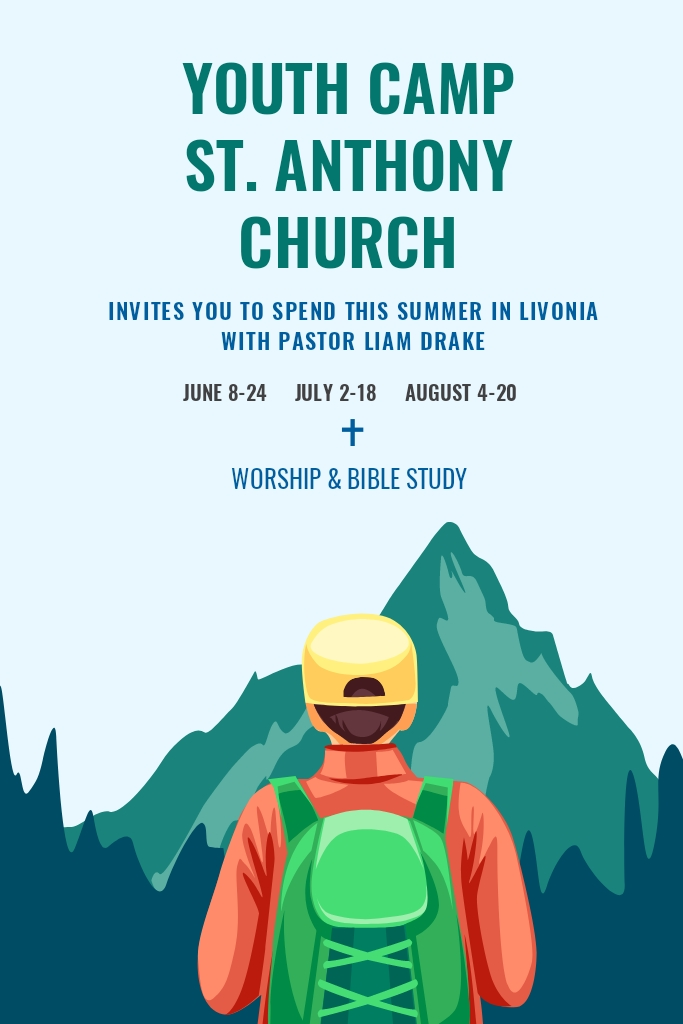 YOUTH CAMP
ST. ANTHONY
CHURCH
INVITES YOU TO SPEND THIS SUMMER IN LIVONIA
WITH PASTOR LIAM DRAKE
JUNE 8-24 JULY 2-18 AUGUST 4-20
WORSHIP & BIBLE STUDY